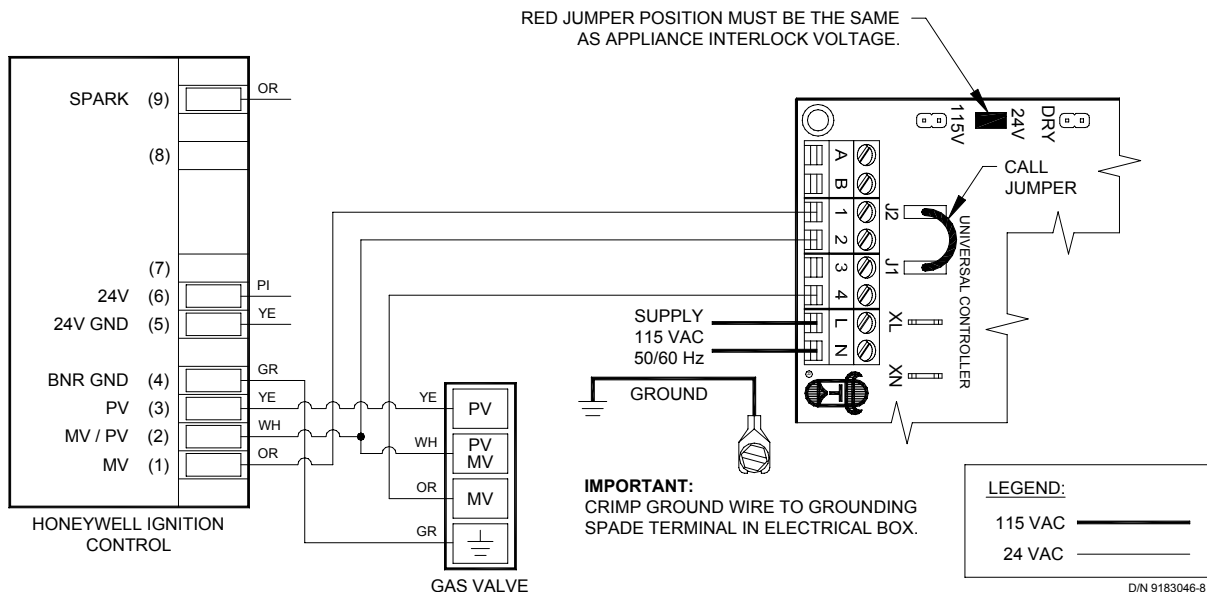 RED JUMPER POSITION MUST BE THE SAME
AS APPLIANCE INTERLOCK VOLTAGE.
SPARK (9)
OR
(8)
(7)
24V (6)
PI
24V GND (5)
YE
BNR GND (4)
GR
PV (3)
YE
MV / PV (2)
WH
MV (1)
OR
HONEYWELL IGNITION
CONTROL
YE
PV
WH
PV
MV
OR
MV
GR
GAS VALVE
115V
24V
DRY
CALL
JUMPER
A
B
1
2
3
4
L
N
J2
J1
XL
XN
UNIVERSAL CONTROLLER
T
SUPPLY
115 VAC
50/60 Hz
GROUND
IMPORTANT:
CRIMP GROUND WIRE TO GROUNDING
SPADE TERMINAL IN ELECTRICAL BOX.
LEGEND:
115 VAC
24 VAC
D/N 9183046-8